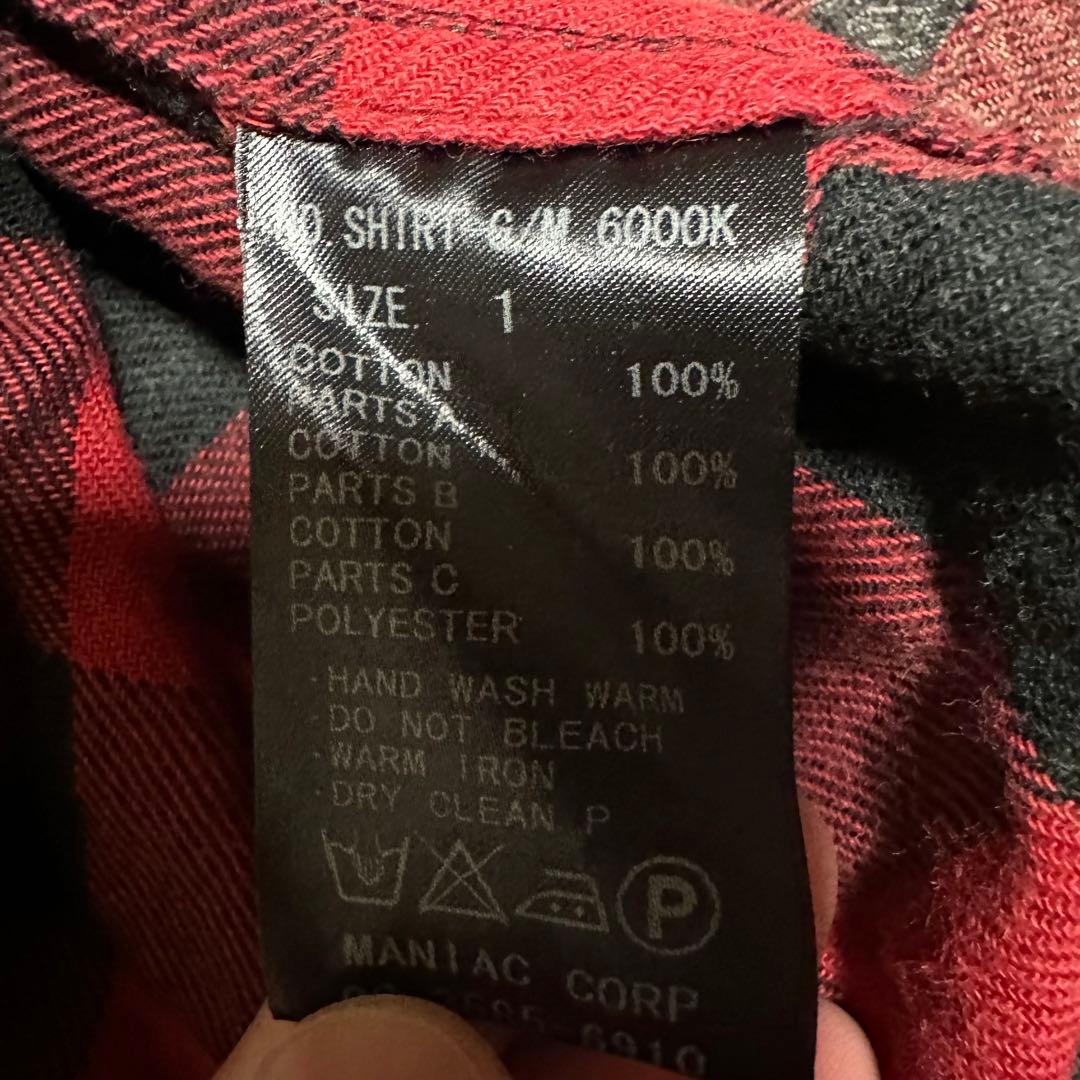 SHIRT G/M 6000K
SIZE. 1
COTTON 100%
PARTS A
COTTON 100%
PARTS B
COTTON 100%
PARTS C
POLYESTER 100%
·HAND WASH WARM
·DO NOT BLEACH
·WARM IRON
·DRY CLEAN P
P
MANIAC CORP